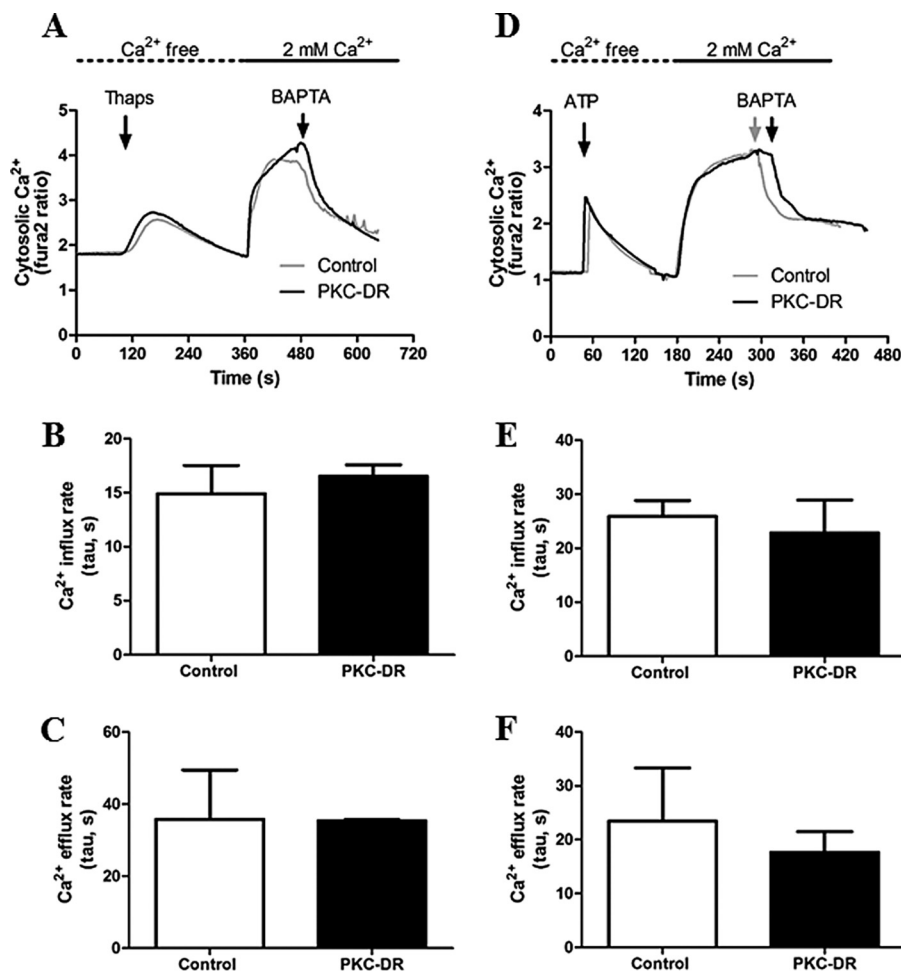 A
Ca²⁺ free
2 mM Ca²⁺
Thaps
BAPTA
Cytosolic Ca²⁺
(fura2 ratio)
5
4
3
2
1
0
Control
PKC-DR
0
120
240
360
480
600
720
Time (s)
D
Ca²⁺ free
2 mM Ca²⁺
ATP
BAPTA
Cytosolic Ca²⁺
(fura2 ratio)
4
3
2
1
0
Control
PKC-DR
0
60
120
180
240
300
360
420
480
Time (s)
B
Ca²⁺ influx rate
(tau, s)
20
15
10
5
0
Control
PKC-DR
E
Ca²⁺ influx rate
(tau, s)
40
30
20
10
0
Control
PKC-DR
C
Ca²⁺ efflux rate
(tau, s)
60
40
20
0
Control
PKC-DR
F
Ca²⁺ efflux rate
(tau, s)
40
30
20
10
0
Control
PKC-DR